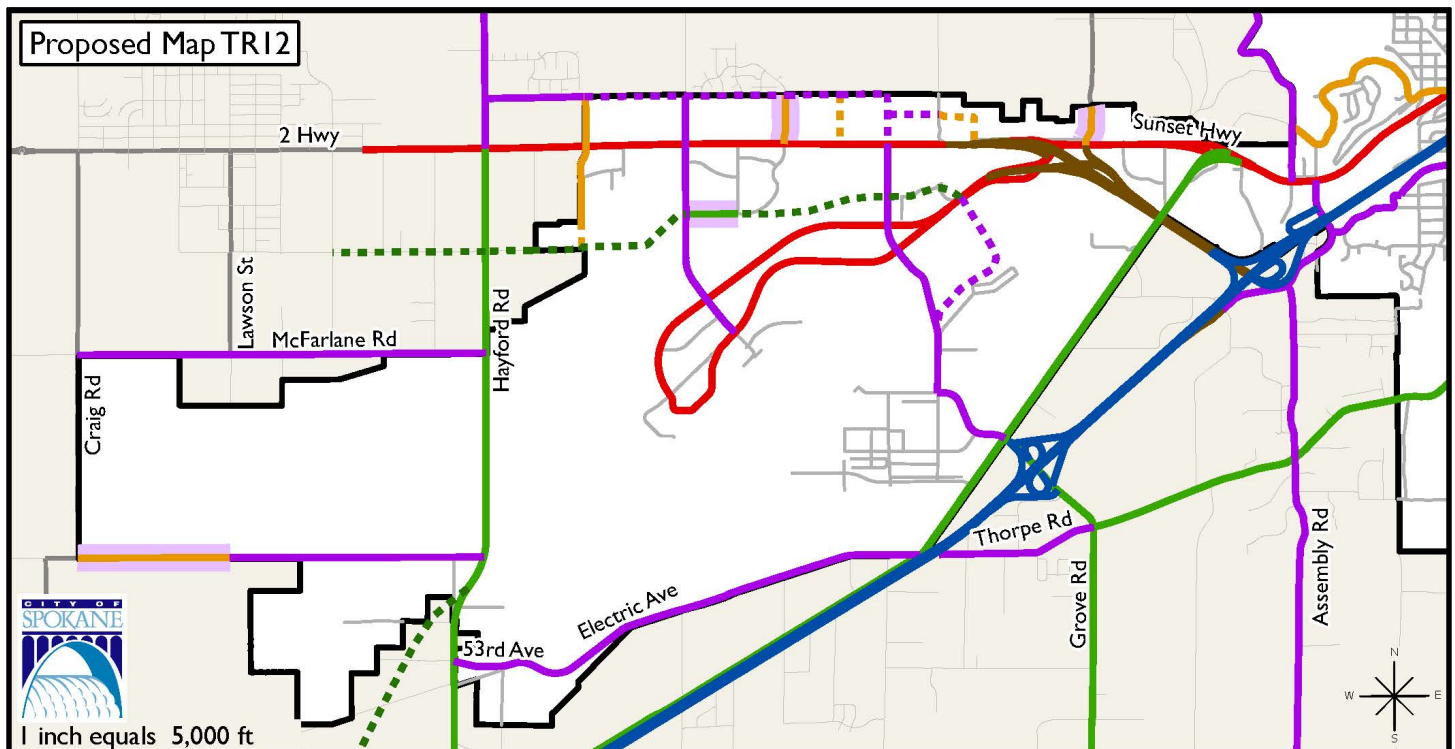 Proposed Map TR12
2 Hwy
Sunset Hwy
Lawson St
Hayford Rd
McFarlane Rd
Craig Rd
Thorpe Rd
Electric Ave
Grove Rd
Assembly Rd
53rd Ave
CITY OF
SPOKANE
N
W
E
S
1 inch equals 5,000 ft